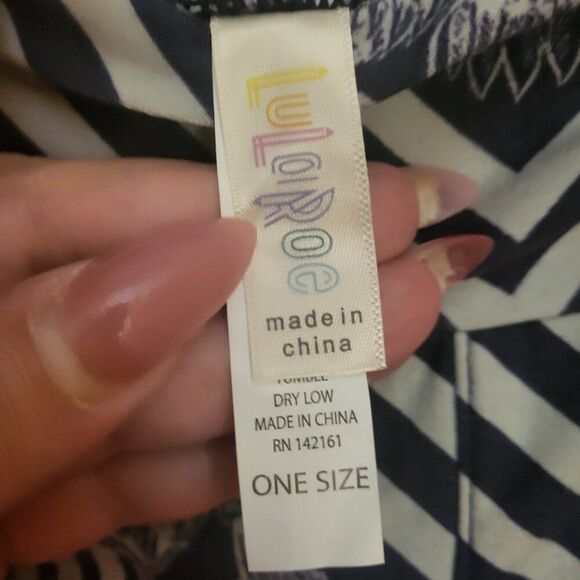 LuLaRoe
made in
china
TUMBLE
DRY LOW
MADE IN CHINA
RN 142161
ONE SIZE